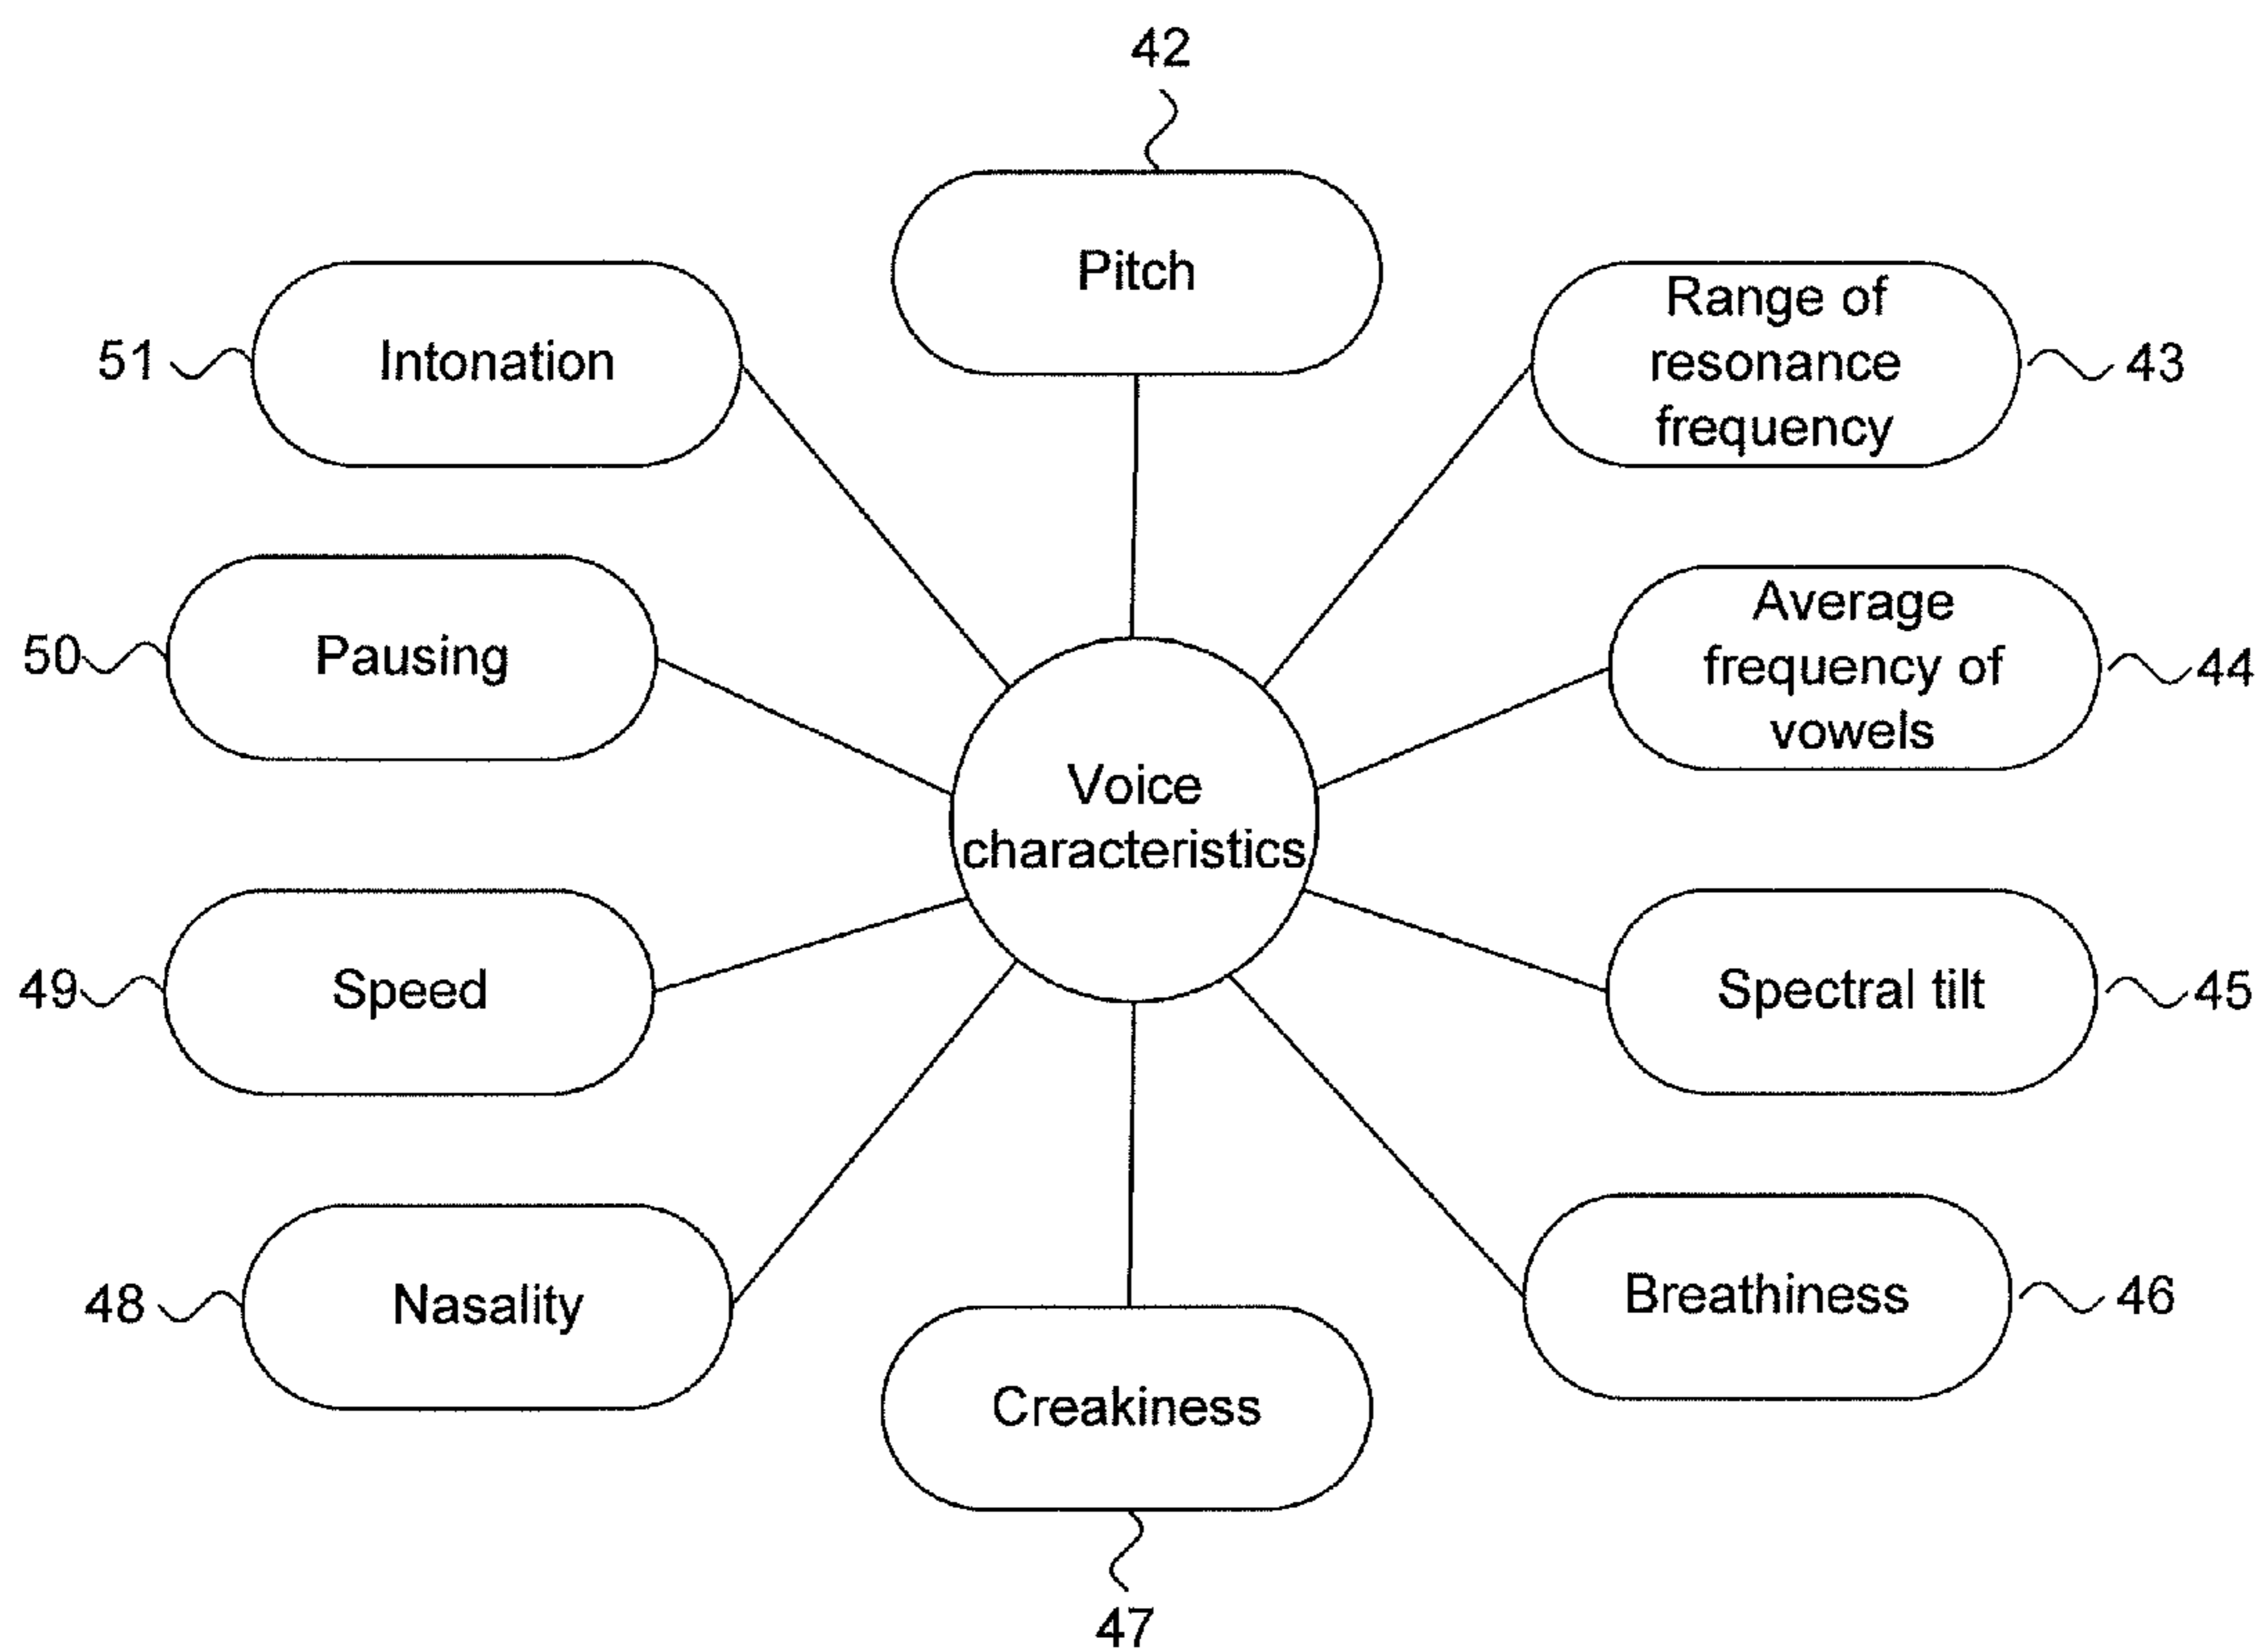 42
Pitch
Range of
resonance
frequency
43
51
Intonation
Average
frequency of
vowels
44
50
Pausing
Voice
characteristics
49
Speed
Spectral tilt
45
48
Nasality
Breathiness
46
Creakiness
47